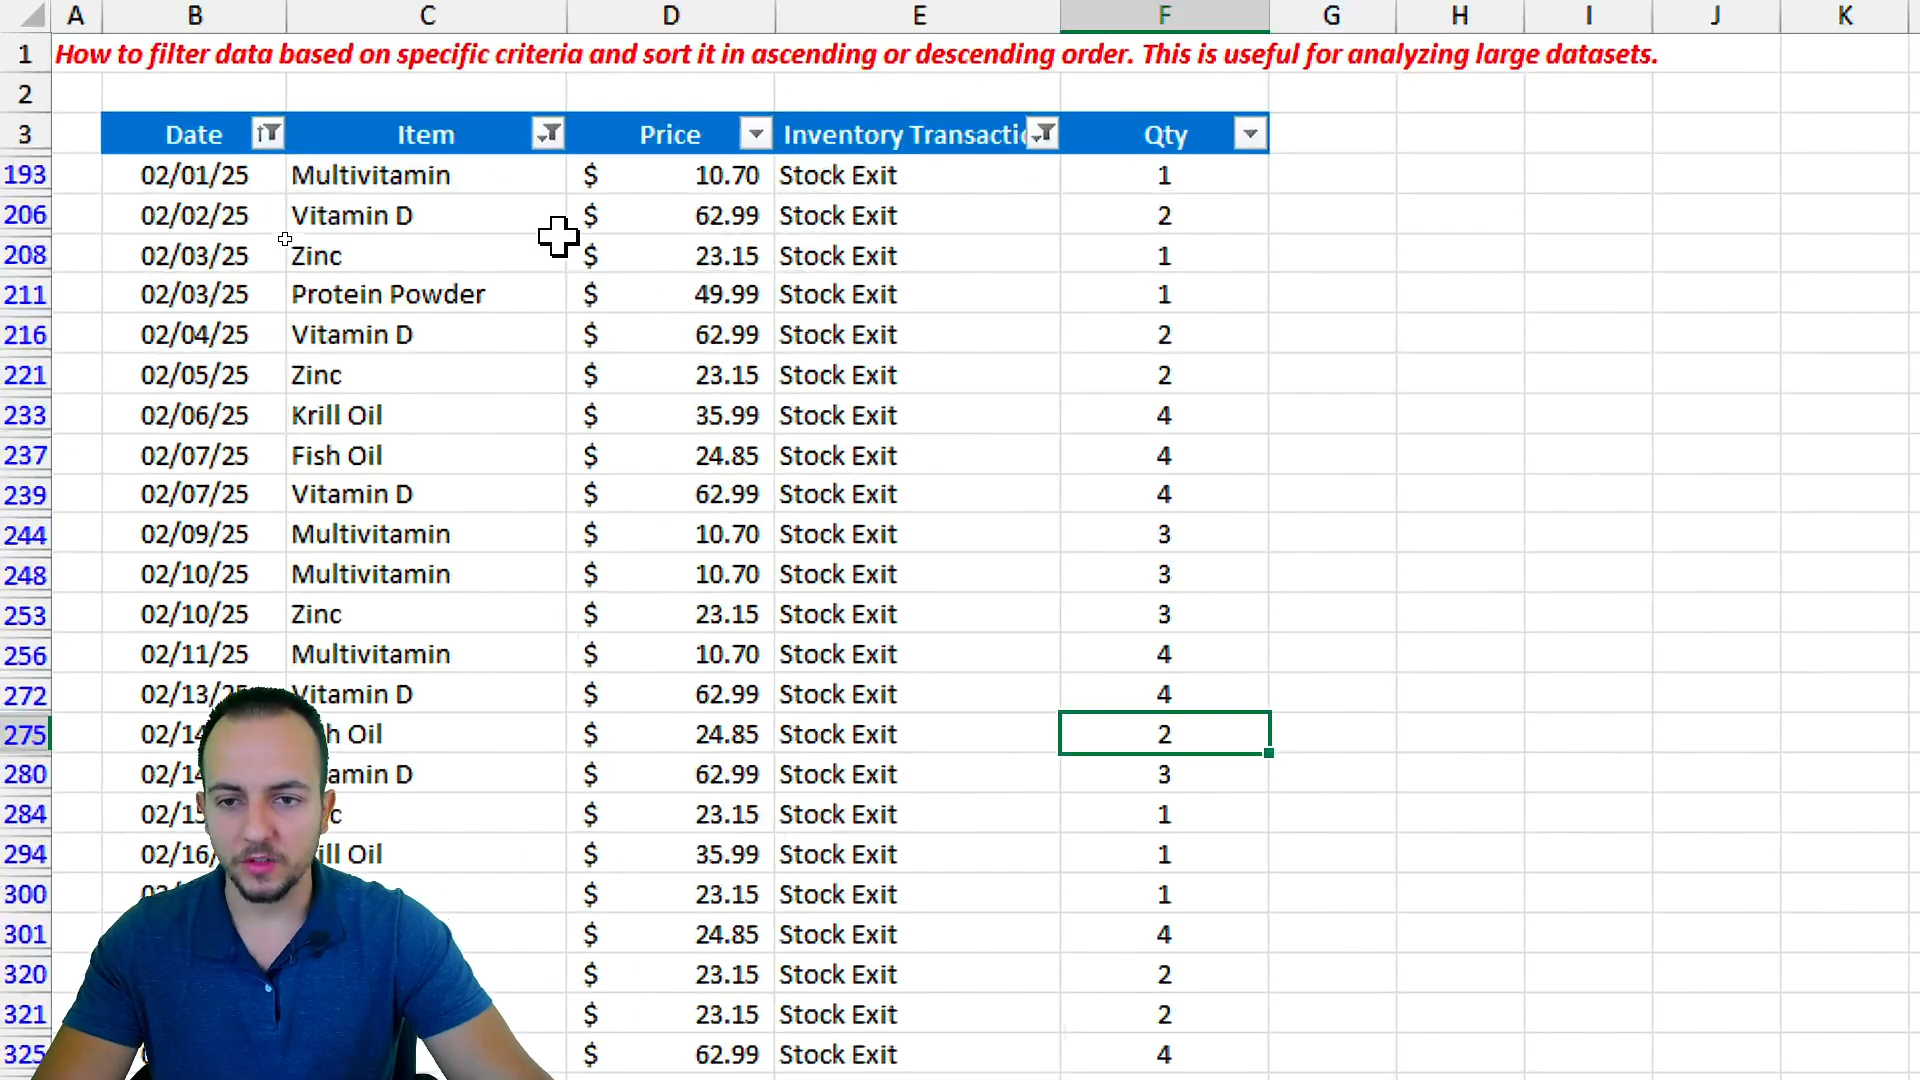 A B C D E F G H I J K
1 How to filter data based on specific criteria and sort it in ascending or descending order. This is useful for analyzing large datasets.
2
3 Date Item Price Inventory Transacti Qty
193 02/01/25 Multivitamin $ 10.70 Stock Exit 1
206 02/02/25 Vitamin D $ 62.99 Stock Exit 2
208 02/03/25 Zinc $ 23.15 Stock Exit 1
211 02/03/25 Protein Powder $ 49.99 Stock Exit 1
216 02/04/25 Vitamin D $ 62.99 Stock Exit 2
221 02/05/25 Zinc $ 23.15 Stock Exit 2
233 02/06/25 Krill Oil $ 35.99 Stock Exit 4
237 02/07/25 Fish Oil $ 24.85 Stock Exit 4
239 02/07/25 Vitamin D $ 62.99 Stock Exit 4
244 02/09/25 Multivitamin $ 10.70 Stock Exit 3
248 02/10/25 Multivitamin $ 10.70 Stock Exit 3
253 02/10/25 Zinc $ 23.15 Stock Exit 3
256 02/11/25 Multivitamin $ 10.70 Stock Exit 4
272 02/13/25 Vitamin D $ 62.99 Stock Exit 4
275 02/14 h Oil $ 24.85 Stock Exit 2
280 02/14 amin D $ 62.99 Stock Exit 3
284 02/15 c $ 23.15 Stock Exit 1
294 02/16/ ill Oil $ 35.99 Stock Exit 1
300 $ 23.15 Stock Exit 1
301 $ 24.85 Stock Exit 4
320 $ 23.15 Stock Exit 2
321 $ 23.15 Stock Exit 2
325 $ 62.99 Stock Exit 4